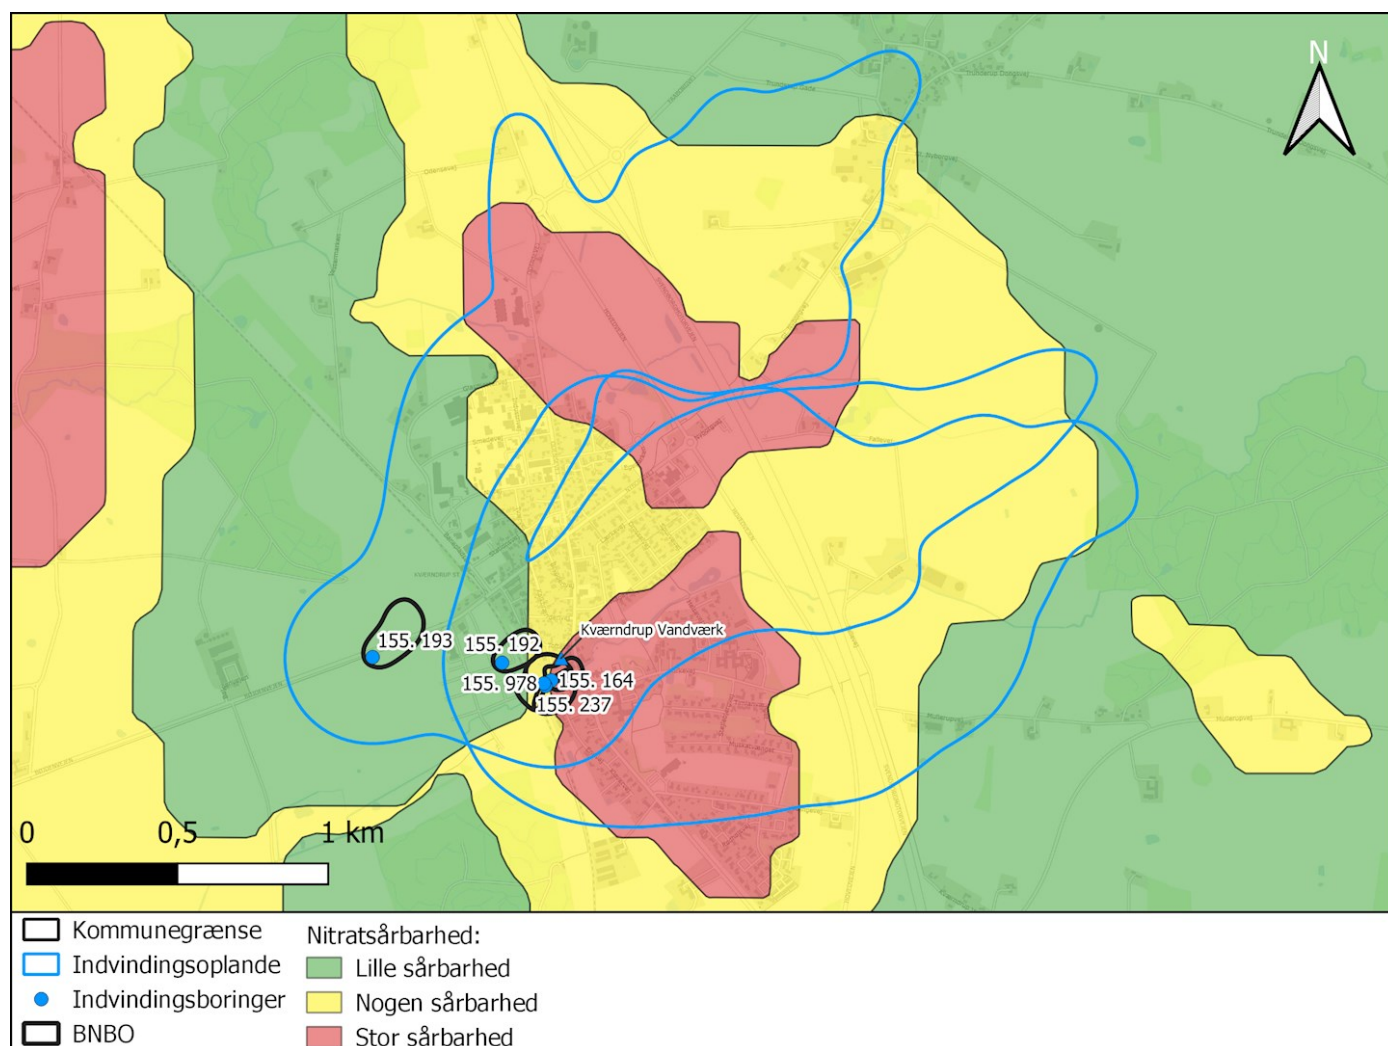 N
155. 193
155. 192
Kværndrup Vandværk
155. 978
155. 164
155. 237
0
0,5
1 km
Kommunegrænse
Indvindingsoplande
Indvindingsboringer
BNBO
Nitratsårbarhed:
Lille sårbarhed
Nogen sårbarhed
Stor sårbarhed